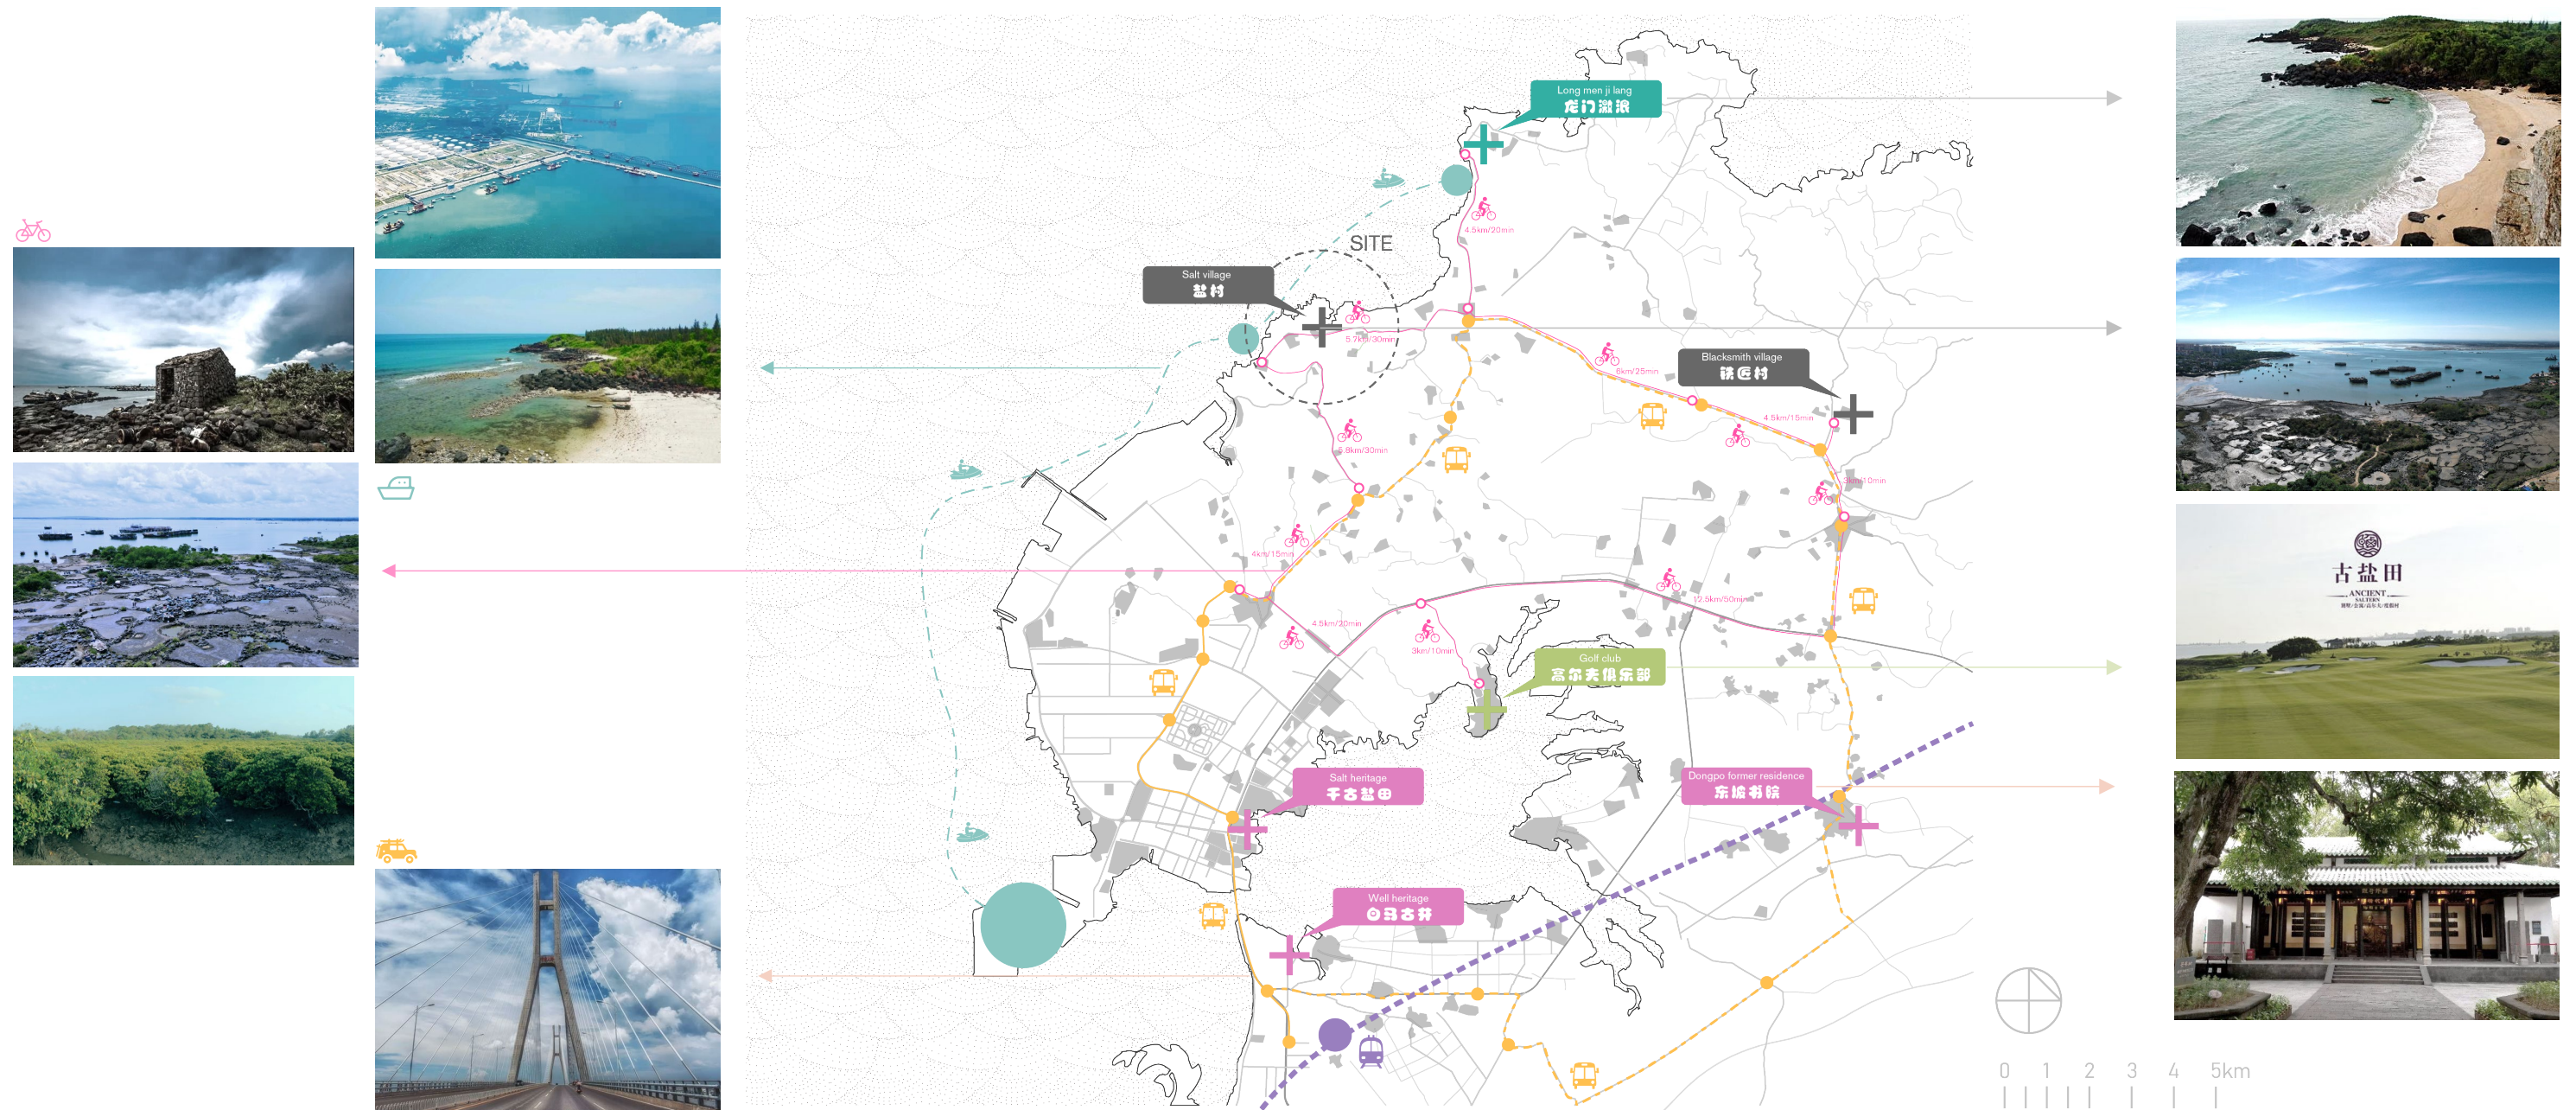 Long men ji lang
龙门激浪
4.5km/20min
SITE
Salt village
盐村
5.7km/30min
6km/25min
Blacksmith village
铁匠村
4.5km/15min
5.8km/30min
3km/10min
4km/15min
12.5km/50min
4.5km/20min
3km/10min
Golf club
高尔夫俱乐部
Salt heritage
千古盐田
Dongpo former residence
东坡书院
Well heritage
白马古井
古盐田
ANCIENT
SALTERN
0 1 2 3 4 5km